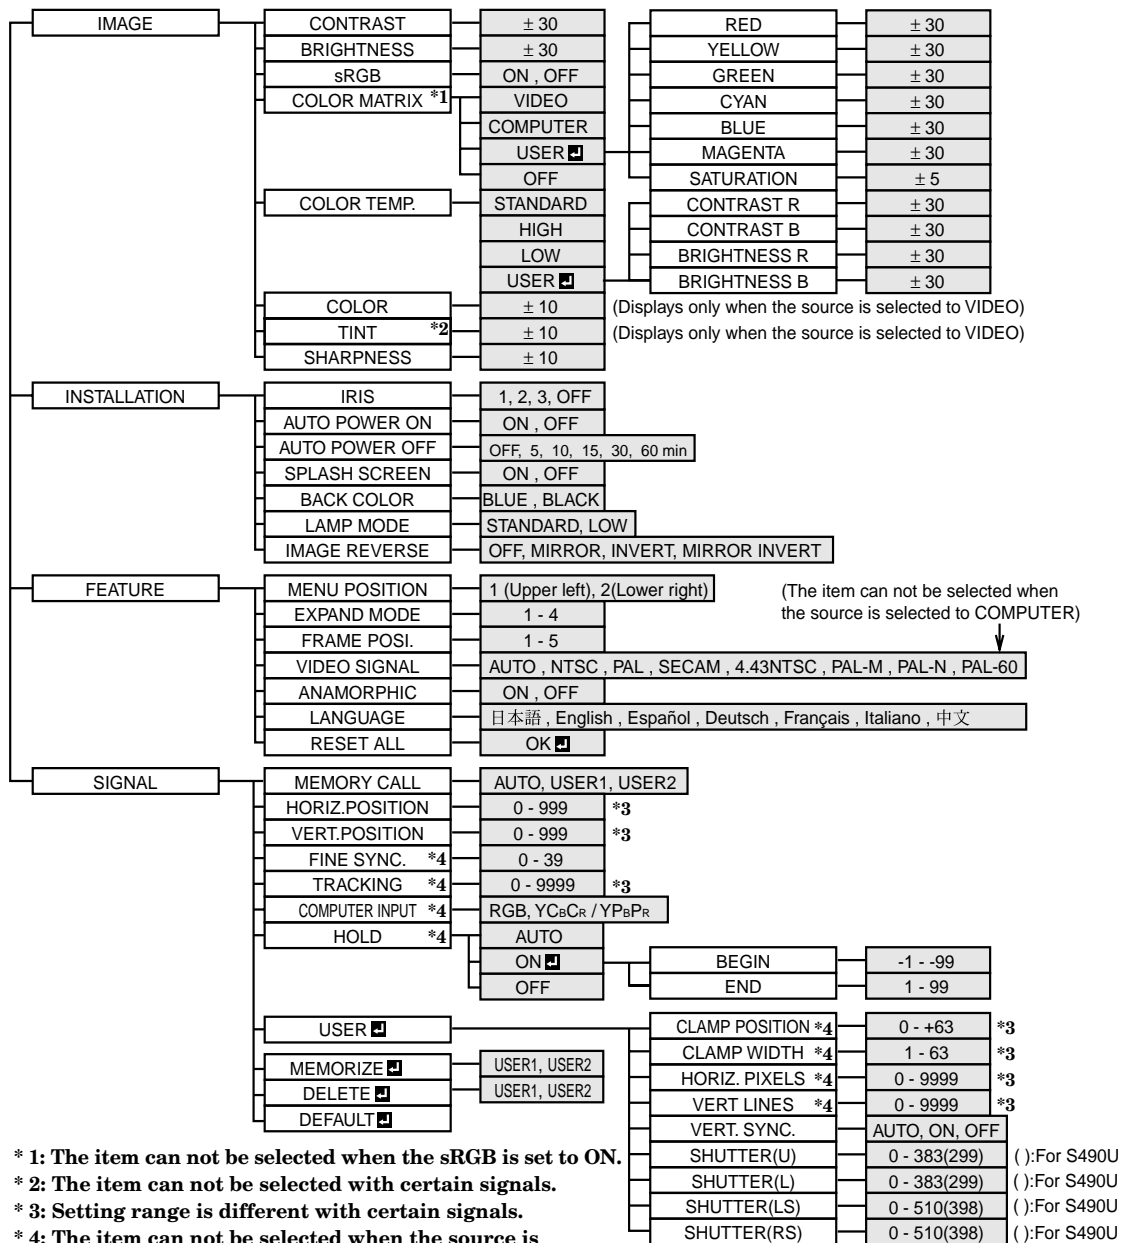 IMAGE CONTRAST ± 30 RED ± 30
BRIGHTNESS ± 30 YELLOW ± 30
sRGB ON , OFF GREEN ± 30
COLOR MATRIX *1 VIDEO CYAN ± 30
COMPUTER BLUE ± 30
USER MAGENTA ± 30
OFF SATURATION ± 5
COLOR TEMP. STANDARD CONTRAST R ± 30
HIGH CONTRAST B ± 30
LOW BRIGHTNESS R ± 30
USER BRIGHTNESS B ± 30
COLOR ± 10 (Displays only when the source is selected to VIDEO)
TINT *2 ± 10 (Displays only when the source is selected to VIDEO)
SHARPNESS ± 10
INSTALLATION IRIS 1, 2, 3, OFF
AUTO POWER ON ON , OFF
AUTO POWER OFF OFF, 5, 10, 15, 30, 60 min
SPLASH SCREEN ON , OFF
BACK COLOR BLUE , BLACK
LAMP MODE STANDARD, LOW
IMAGE REVERSE OFF, MIRROR, INVERT, MIRROR INVERT
FEATURE MENU POSITION 1 (Upper left), 2(Lower right) (The item can not be selected when
EXPAND MODE 1 - 4 the source is selected to COMPUTER)
FRAME POSI. 1 - 5
VIDEO SIGNAL AUTO , NTSC , PAL , SECAM , 4.43NTSC , PAL-M , PAL-N , PAL-60
ANAMORPHIC ON , OFF
LANGUAGE 日本語 , English , Español , Deutsch , Français , Italiano , 中文
RESET ALL OK
SIGNAL MEMORY CALL AUTO, USER1, USER2
HORIZ.POSITION 0 - 999 *3
VERT.POSITION 0 - 999 *3
FINE SYNC. *4 0 - 39
TRACKING *4 0 - 9999 *3
COMPUTER INPUT *4 RGB, YCBCR / YPBPR
HOLD *4 AUTO
ON BEGIN -1 - -99
OFF END 1 - 99
USER CLAMP POSITION *4 0 - +63 *3
CLAMP WIDTH *4 1 - 63 *3
MEMORIZE USER1, USER2 HORIZ. PIXELS *4 0 - 9999 *3
DELETE USER1, USER2 VERT LINES *4 0 - 9999 *3
DEFAULT VERT. SYNC. AUTO, ON, OFF
* 1: The item can not be selected when the sRGB is set to ON. SHUTTER(U) 0 - 383(299) ( ):For S490U
* 2: The item can not be selected with certain signals. SHUTTER(L) 0 - 383(299) ( ):For S490U
* 3: Setting range is different with certain signals. SHUTTER(LS) 0 - 510(398) ( ):For S490U
* 4: The item can not be selected when the source is SHUTTER(RS) 0 - 510(398) ( ):For S490U